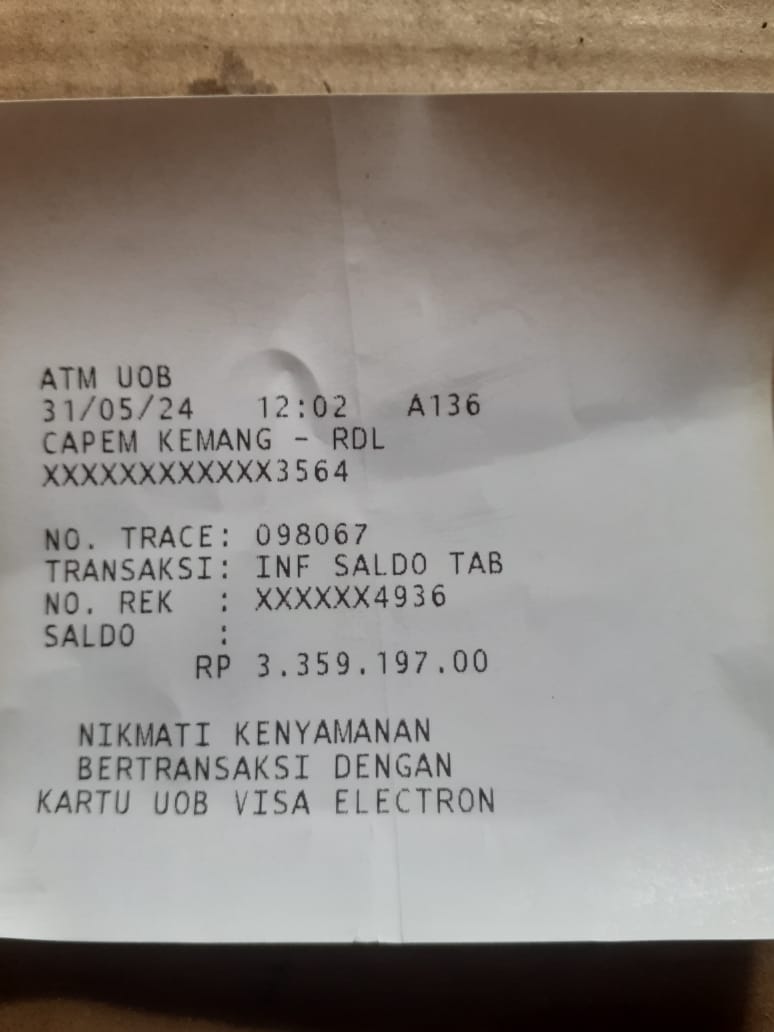 ATM UOB
31/05/24 12:02 A136
CAPEM KEMANG - RDL
XXXXXXXXXXXX3564
NO. TRACE: 098067
TRANSAKSI: INF SALDO TAB
NO. REK : XXXXXX4936
SALDO :
RP 3.359.197.00
NIKMATI KENYAMANAN
BERTRANSAKSI DENGAN
KARTU UOB VISA ELECTRON